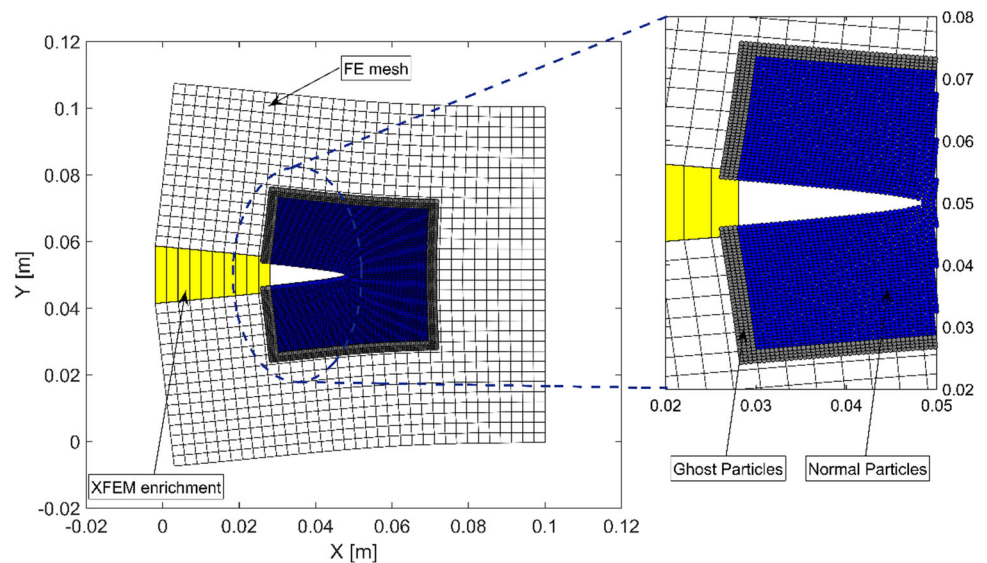 0.12
0.1
0.08
0.06
0.04
0.02
0
-0.02
Y [m]
-0.02 0 0.02 0.04 0.06 0.08 0.1 0.12
X [m]
FE mesh
XFEM enrichment
0.08
0.07
0.06
0.05
0.04
0.03
0.02
0.02 0.03 0.04 0.05
Ghost Particles
Normal Particles